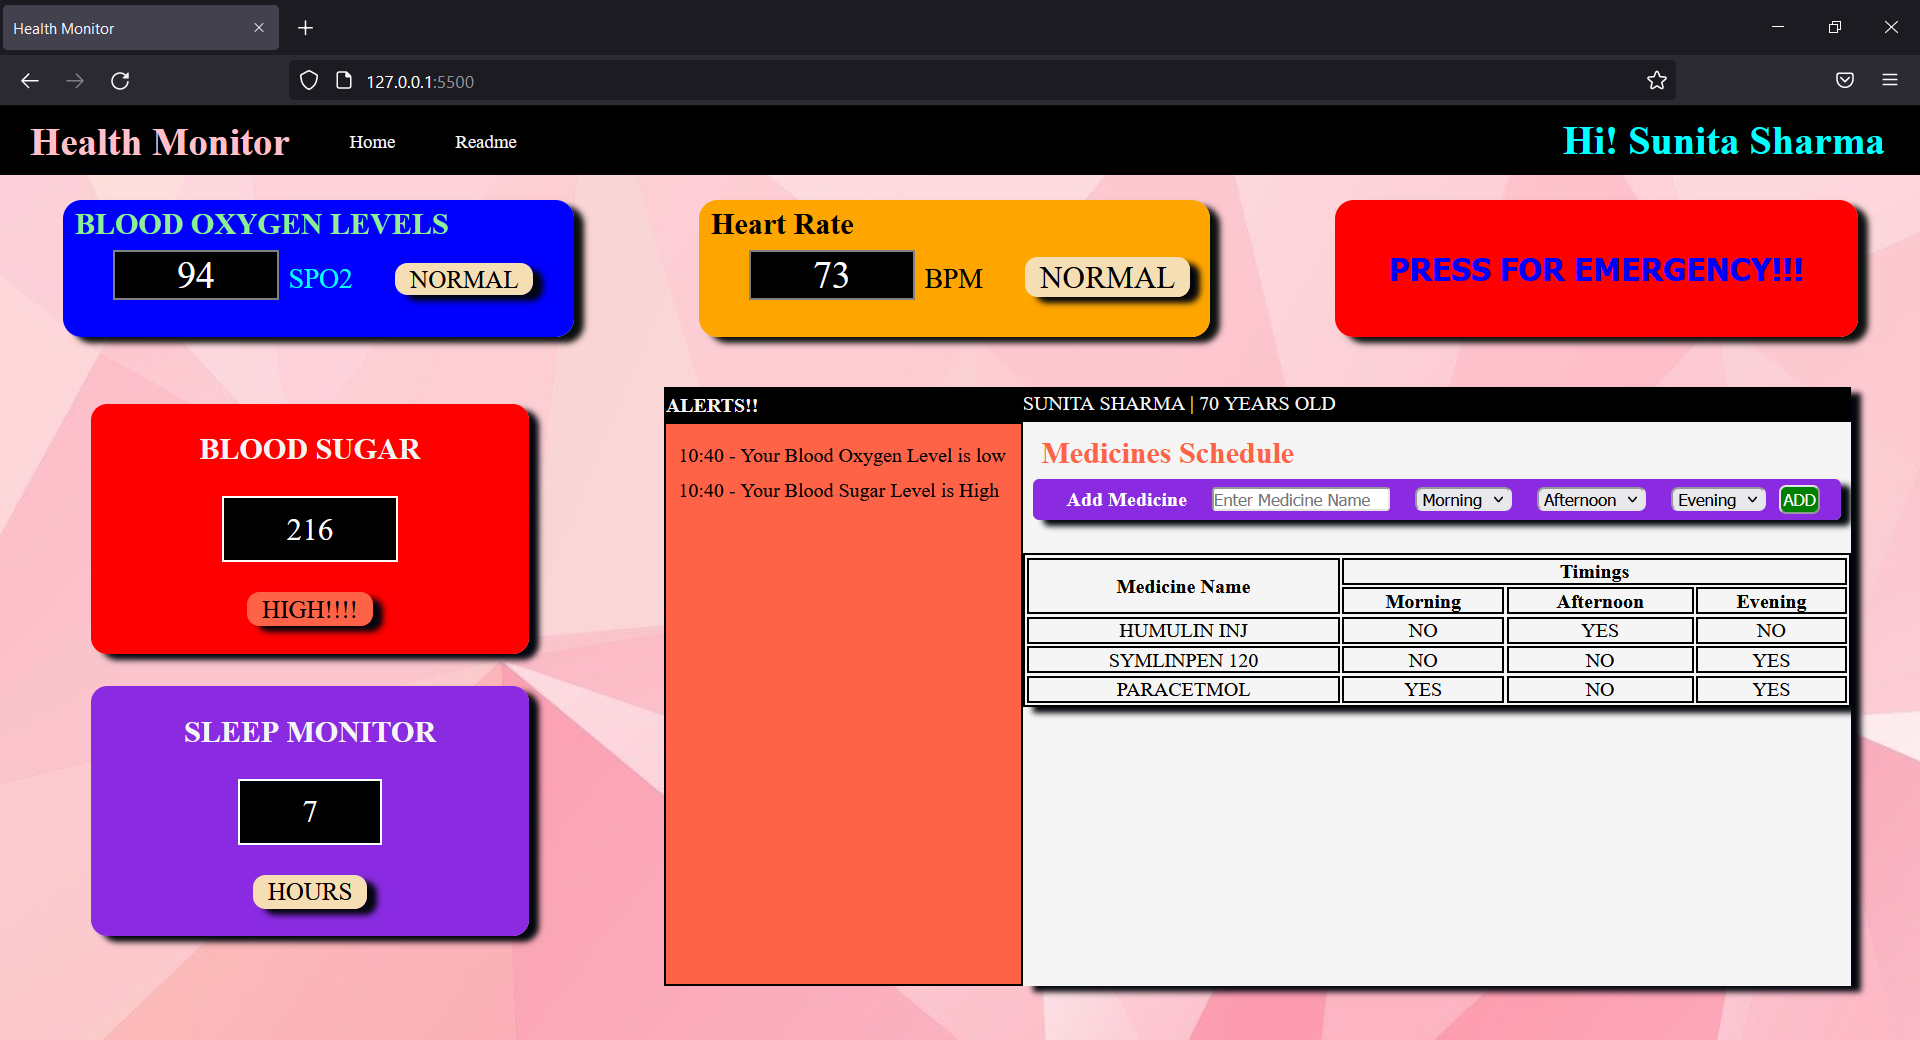 Health Monitor
127.0.0.1:5500
Health Monitor Home Readme Hi! Sunita Sharma
BLOOD OXYGEN LEVELS
94 SPO2 NORMAL
Heart Rate
73 BPM NORMAL
PRESS FOR EMERGENCY!!!
BLOOD SUGAR
216
HIGH!!!!
SLEEP MONITOR
7
HOURS
ALERTS!!
10:40 - Your Blood Oxygen Level is low
10:40 - Your Blood Sugar Level is High
SUNITA SHARMA | 70 YEARS OLD
Medicines Schedule
Add Medicine Enter Medicine Name Morning Afternoon Evening ADD
Medicine Name Timings
Morning Afternoon Evening
HUMULIN INJ NO YES NO
SYMLINPEN 120 NO NO YES
PARACETMOL YES NO YES